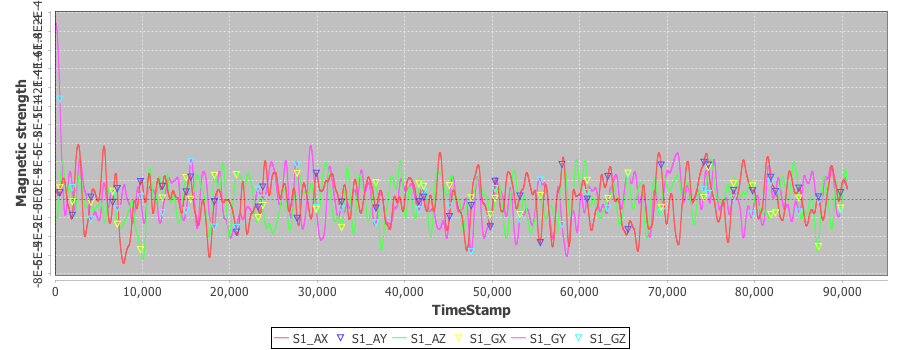 Magnetic strength
0 10,000 20,000 30,000 40,000 50,000 60,000 70,000 80,000 90,000
TimeStamp
S1_AX S1_AY S1_AZ S1_GX S1_GY S1_GZ